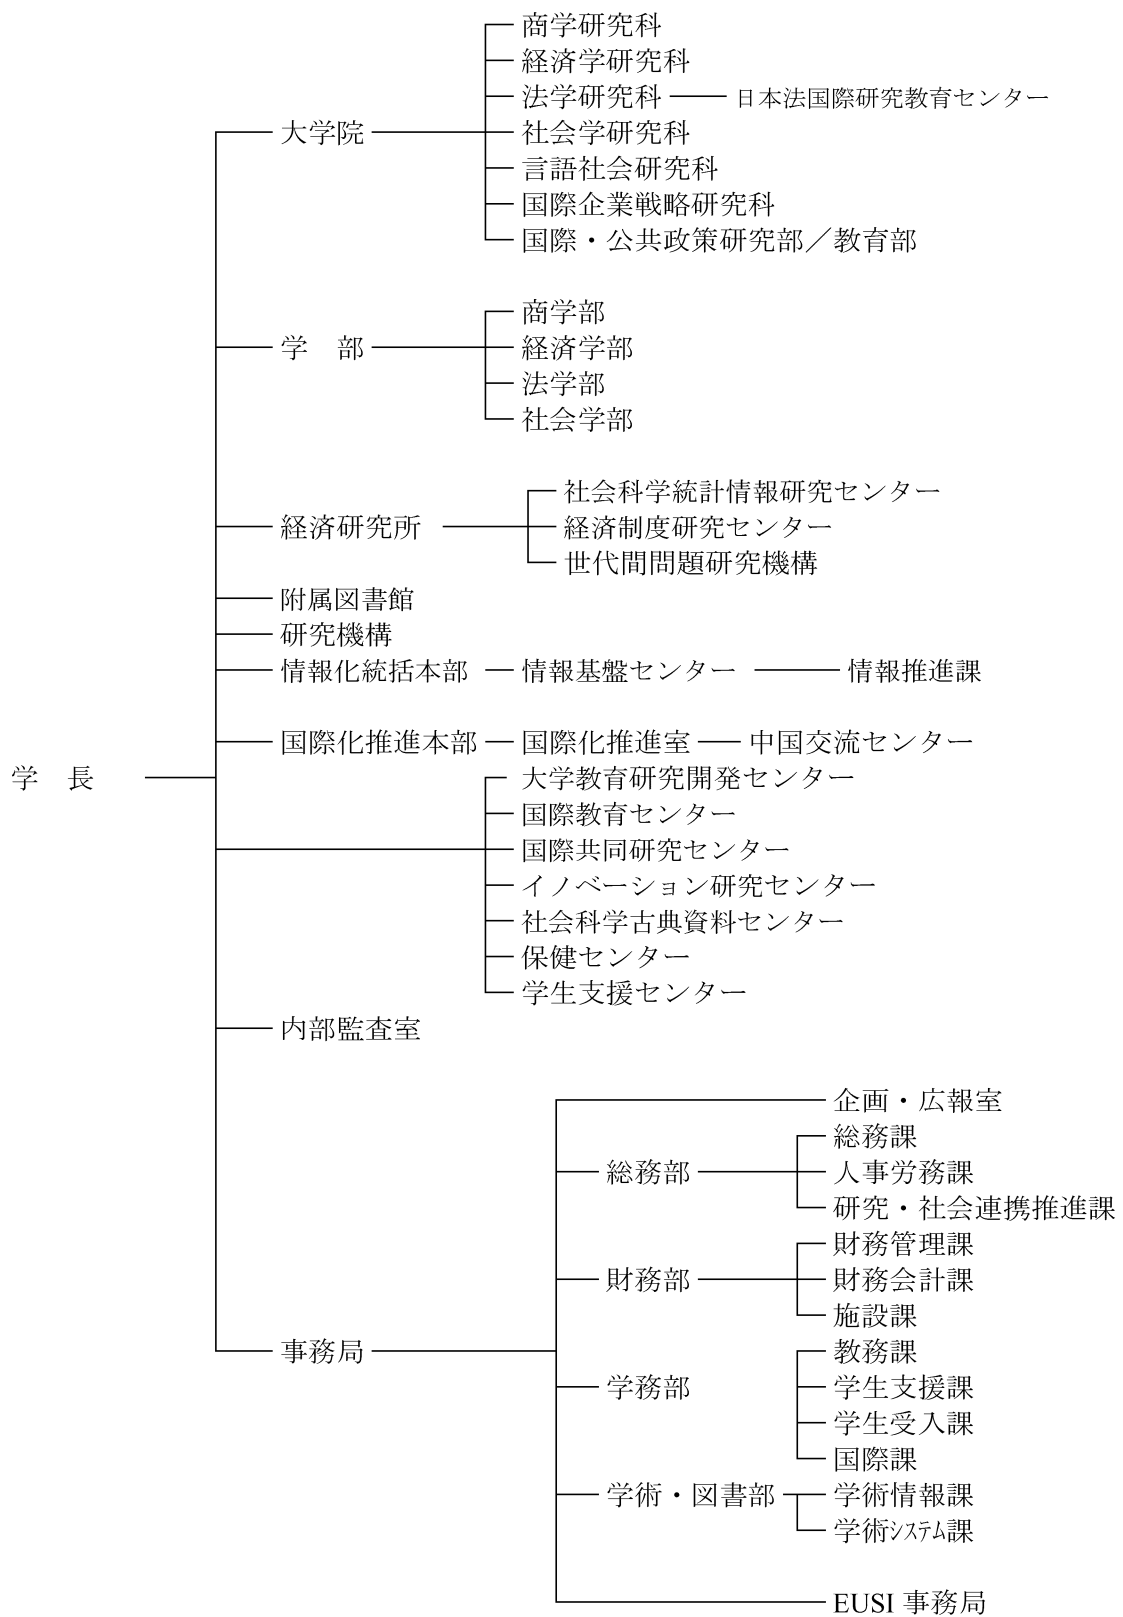 商学研究科
経済学研究科
法学研究科 日本法国際研究教育センター
大学院 社会学研究科
言語社会研究科
国際企業戦略研究科
国際・公共政策研究部／教育部
商学部
学　部 経済学部
法学部
社会学部
社会科学統計情報研究センター
経済研究所 経済制度研究センター
世代間問題研究機構
附属図書館
研究機構
情報化統括本部 情報基盤センター 情報推進課
国際化推進本部 国際化推進室 中国交流センター
学　長 大学教育研究開発センター
国際教育センター
国際共同研究センター
イノベーション研究センター
社会科学古典資料センター
保健センター
学生支援センター
内部監査室
企画・広報室
総務課
総務部 人事労務課
研究・社会連携推進課
財務管理課
財務部 財務会計課
施設課
事務局 教務課
学務部 学生支援課
学生受入課
国際課
学術・図書部 学術情報課
学術ｼｽﾃﾑ課
EUSI 事務局